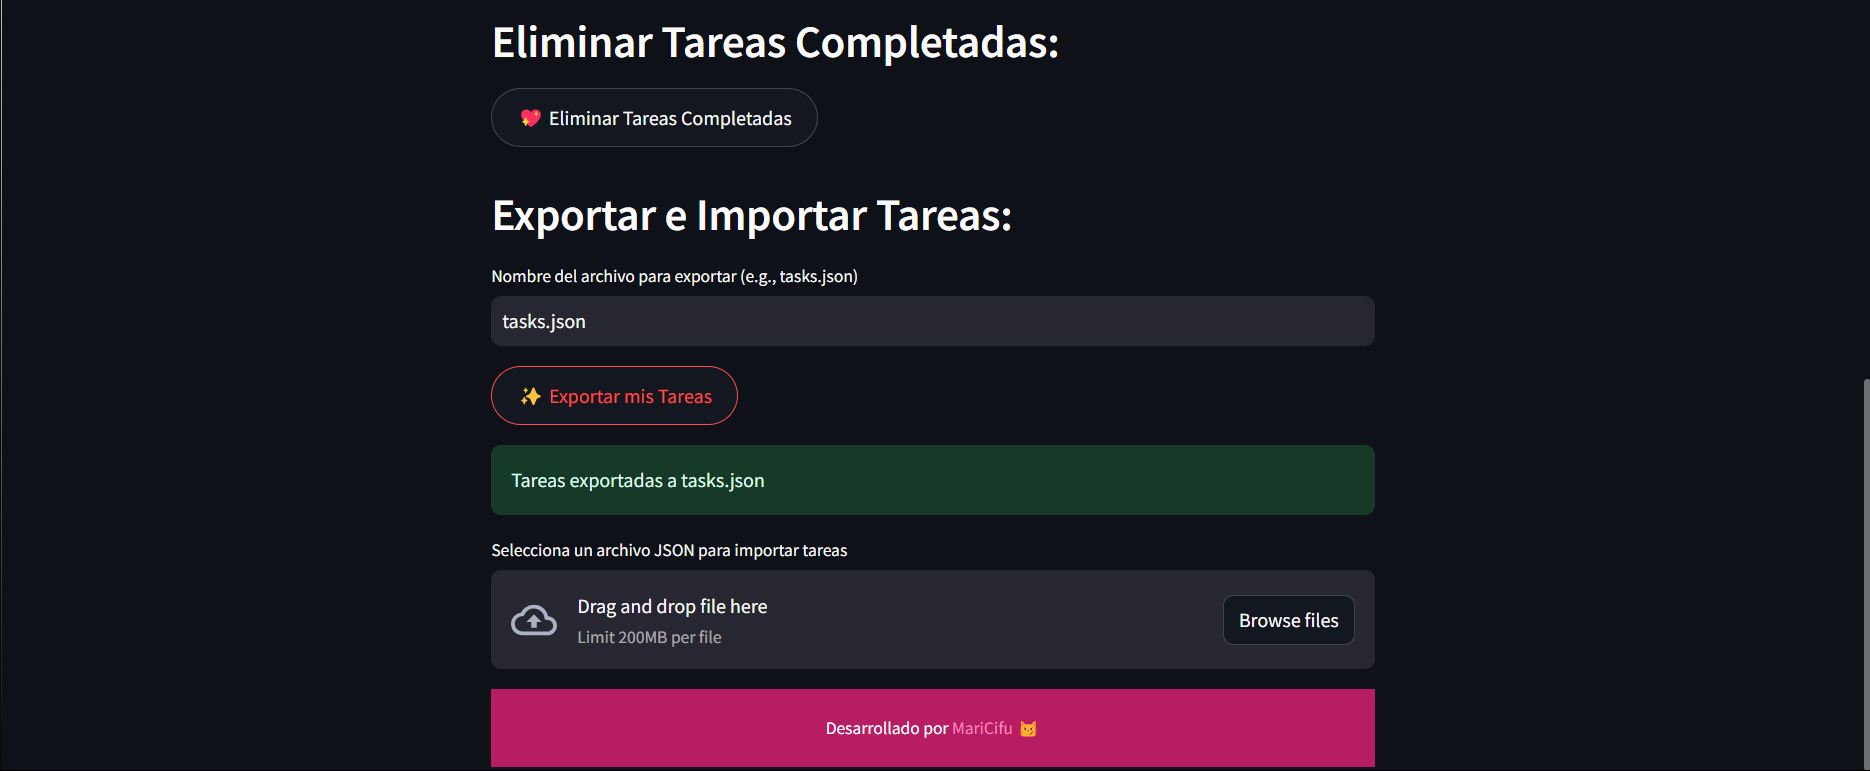 Eliminar Tareas Completadas:
💖 Eliminar Tareas Completadas
Exportar e Importar Tareas:
Nombre del archivo para exportar (e.g., tasks.json)
tasks.json
✨ Exportar mis Tareas
Tareas exportadas a tasks.json
Selecciona un archivo JSON para importar tareas
Drag and drop file here
Limit 200MB per file
Browse files
Desarrollado por MariCifu 😼